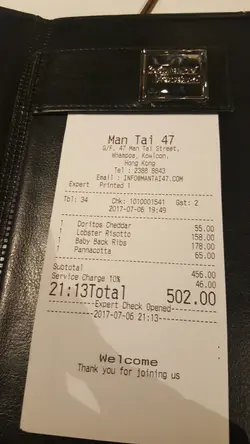 Man Tai 47
G/F, 47 Man Tai Street,
Whampoa, Kowloon,
Hong Kong
Tel : 2388 8843
Email : INFO@MANTAI47.COM
Expert Printed 1
Tbl: 34 Chk: 1010001541 Gst: 2
2017-07-06 19:49
1 Doritos Cheddar 55.00
1 Lobster Risotto 158.00
1 Baby Back Ribs 178.00
1 Pannacotta 65.00
Suototal 456.00
Service Charge 10% 46.00
21:13Total 502.00
Expert Check Opened
2017-07-06 21:13
Welcome
Thank you for joining us